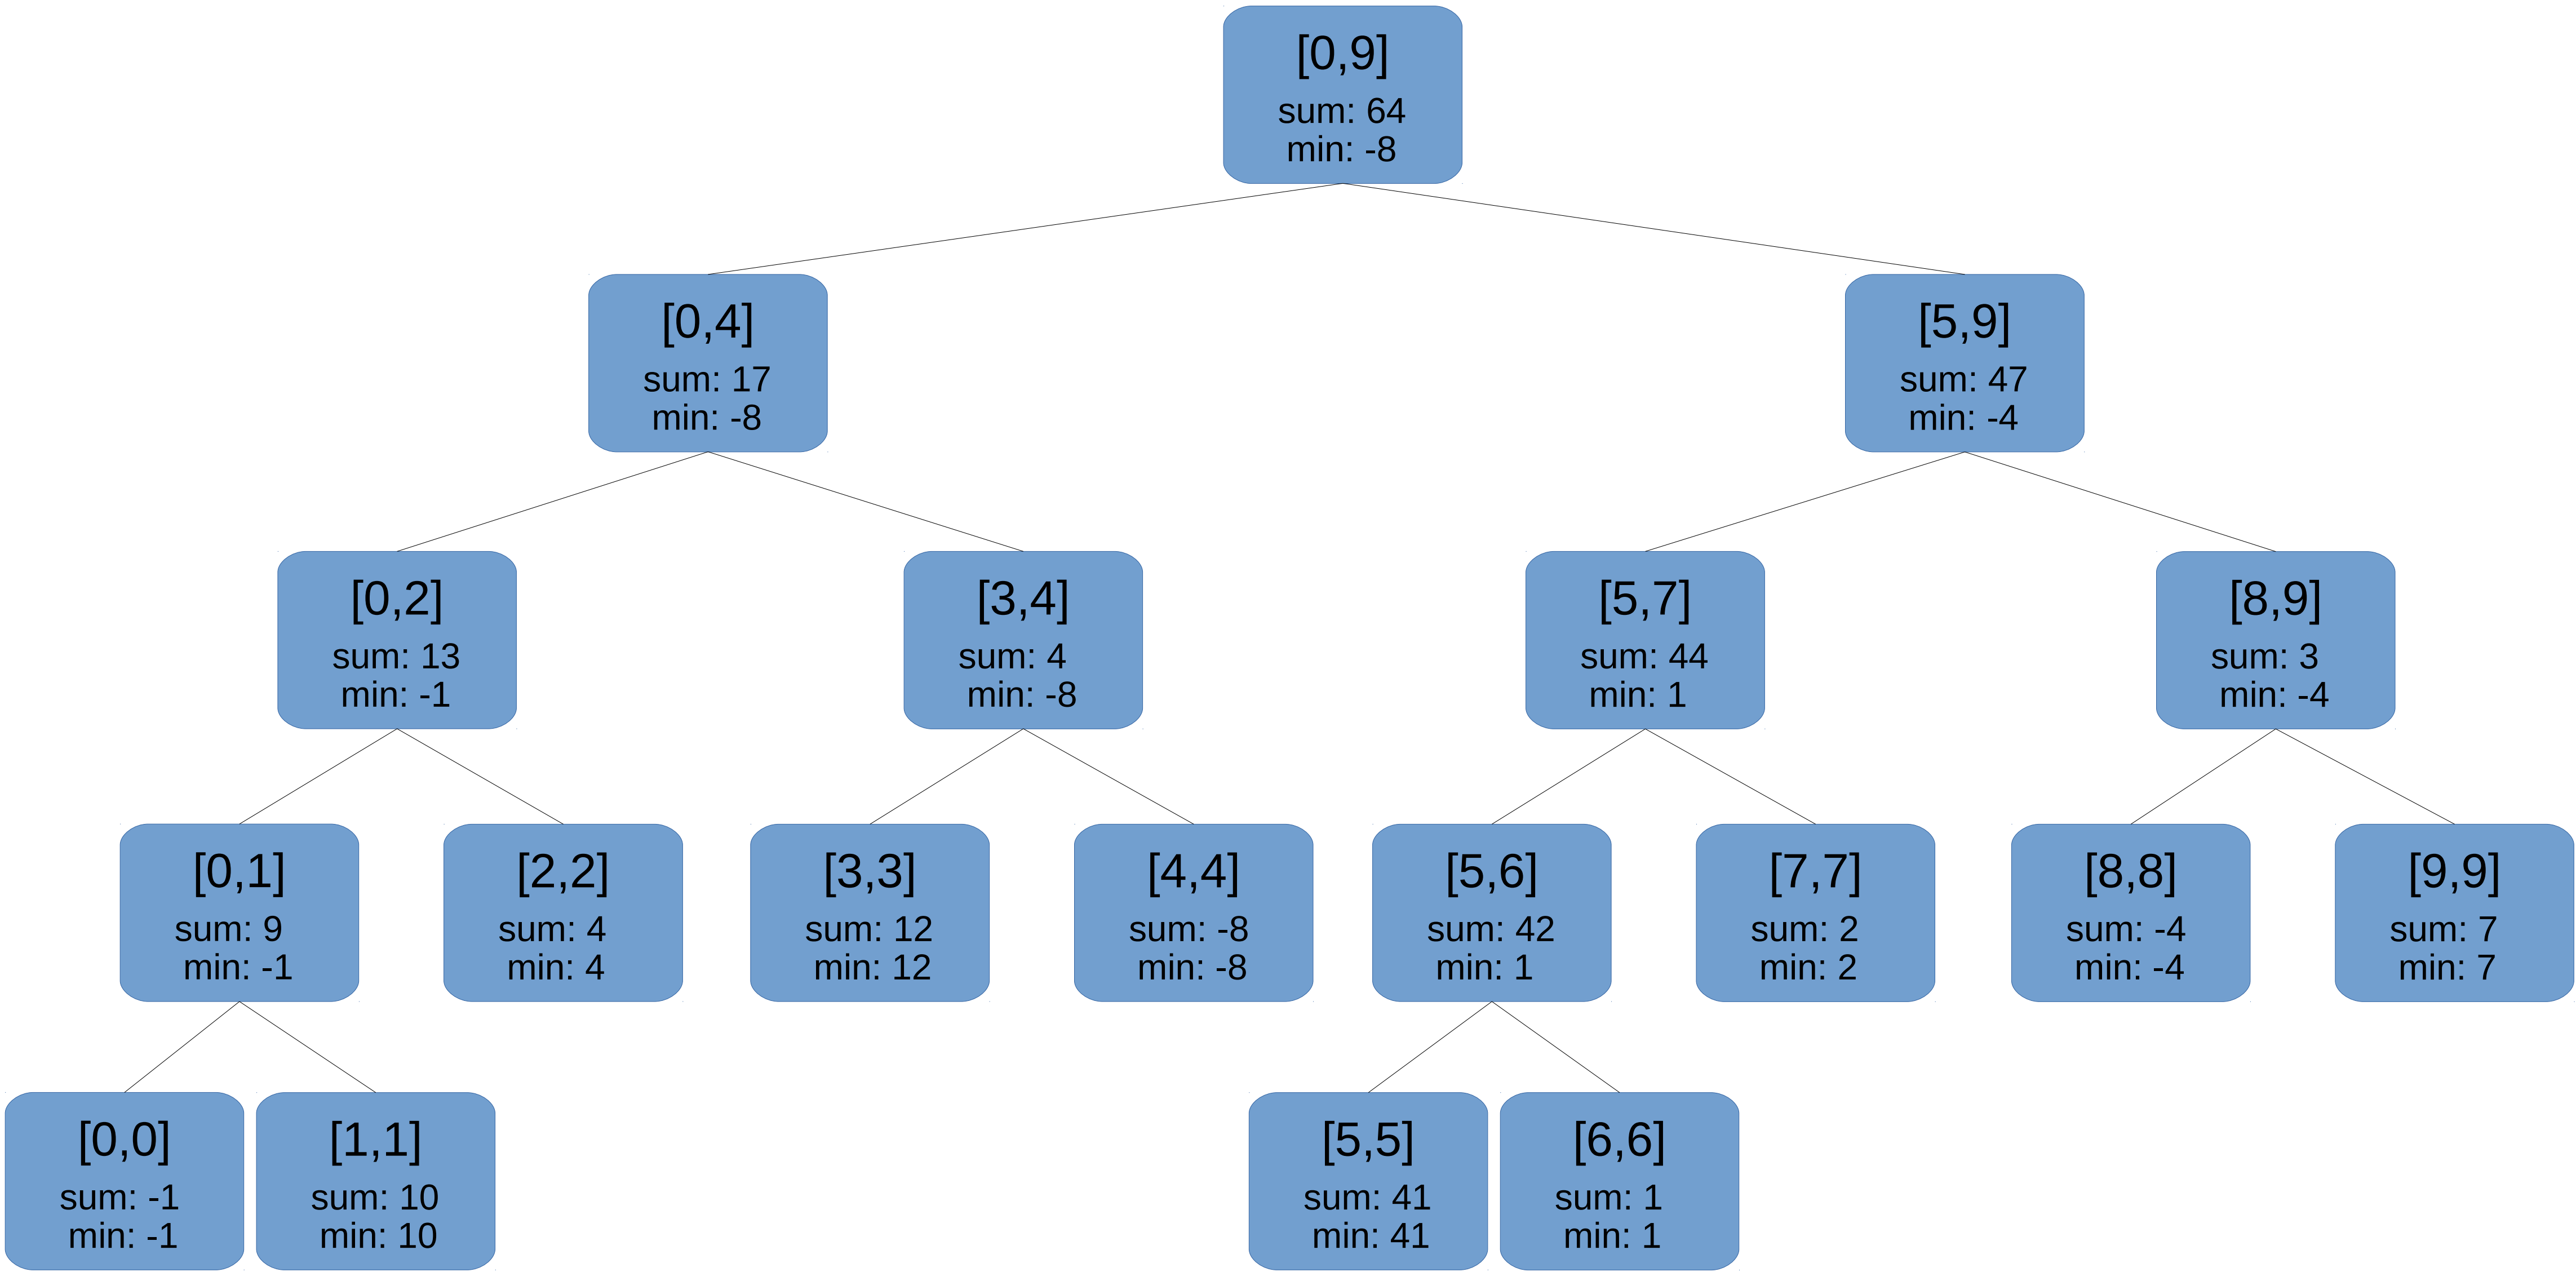 [0,9]
sum: 64
min: -8
[0,4]
sum: 17
min: -8
[5,9]
sum: 47
min: -4
[0,2]
sum: 13
min: -1
[3,4]
sum: 4
min: -8
[5,7]
sum: 44
min: 1
[8,9]
sum: 3
min: -4
[0,1]
sum: 9
min: -1
[2,2]
sum: 4
min: 4
[3,3]
sum: 12
min: 12
[4,4]
sum: -8
min: -8
[5,6]
sum: 42
min: 1
[7,7]
sum: 2
min: 2
[8,8]
sum: -4
min: -4
[9,9]
sum: 7
min: 7
[0,0]
sum: -1
min: -1
[1,1]
sum: 10
min: 10
[5,5]
sum: 41
min: 41
[6,6]
sum: 1
min: 1